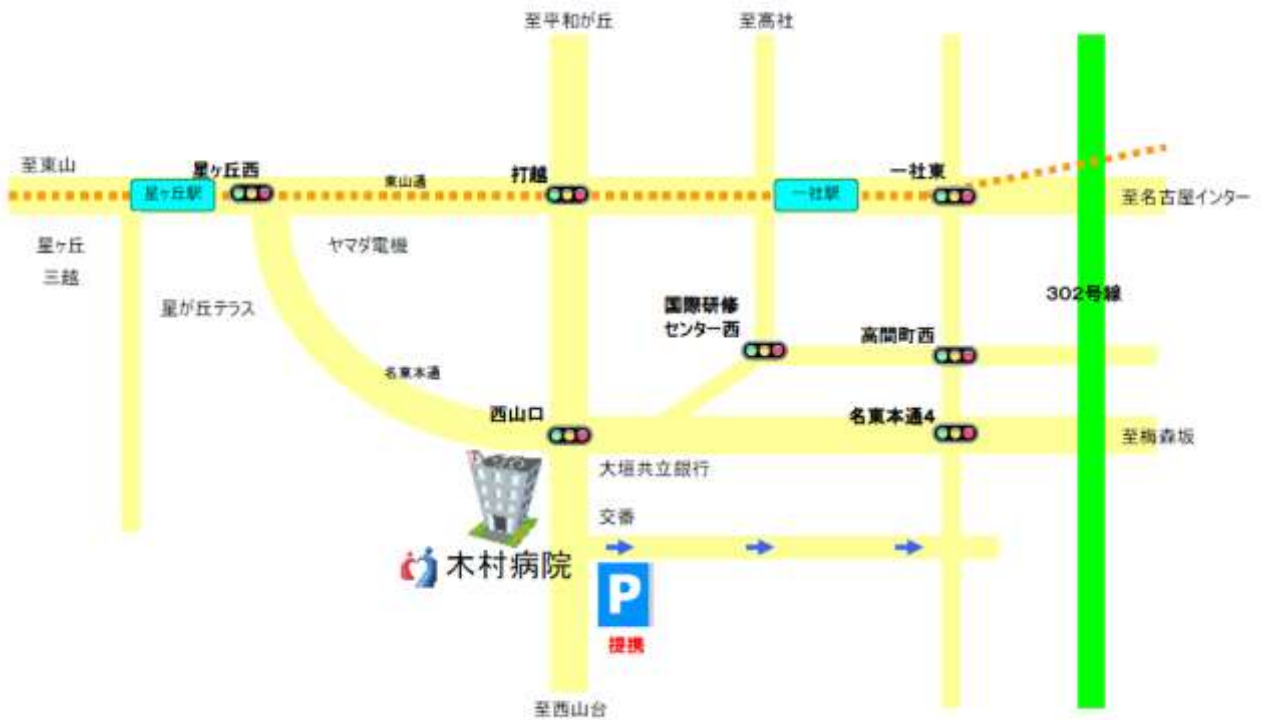 至平和が丘
至高社
至東山
星ヶ丘西
東山通
打越
一社東
星ヶ丘駅
一社駅
至名古屋インター
星ヶ丘
三越
ヤマダ電機
星が丘テラス
国際研修
センター西
302号線
高間町西
名東本通
西山口
名東本通4
至梅森坂
大垣共立銀行
交番
木村病院
P
提携
至西山台